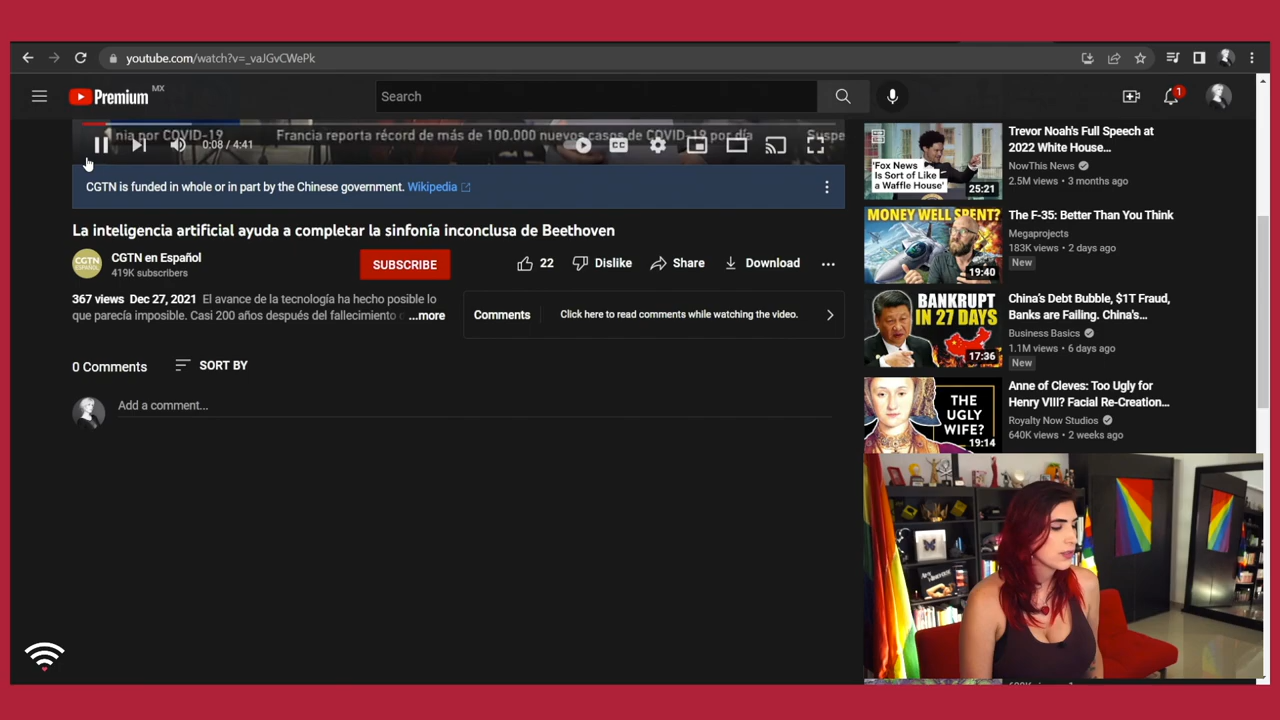 youtube.com/watch?v=_vaJGvCWePk
Premium MX
Search
1
nia por COVID-19 Francia reporta récord de más de 100.000 nuevos casos de COVID-19 por día Suspe
0:08 / 4:41
CC
CGTN is funded in whole or in part by the Chinese government. Wikipedia
La inteligencia artificial ayuda a completar la sinfonía inconclusa de Beethoven
CGTN ESPAÑOL
CGTN en Español
419K subscribers
SUBSCRIBE
22
Dislike
Share
Download
367 views Dec 27, 2021 El avance de la tecnología ha hecho posible lo
que parecía imposible. Casi 200 años después del fallecimiento ...more
Comments
Click here to read comments while watching the video.
0 Comments
SORT BY
Add a comment...
'Fox News
Is Sort of Like
a Waffle House'
25:21
Trevor Noah's Full Speech at
2022 White House...
NowThis News
2.5M views • 3 months ago
MONEY WELL SPENT?
19:40
The F-35: Better Than You Think
Megaprojects
183K views • 2 days ago
New
BANKRUPT
IN 27 DAYS
17:36
China's Debt Bubble, $1T Fraud,
Banks are Failing. China's...
Business Basics
1.1M views • 6 days ago
New
THE
UGLY
WIFE?
19:14
Anne of Cleves: Too Ugly for
Henry VIII? Facial Re-Creation...
Royalty Now Studios
640K views • 2 weeks ago